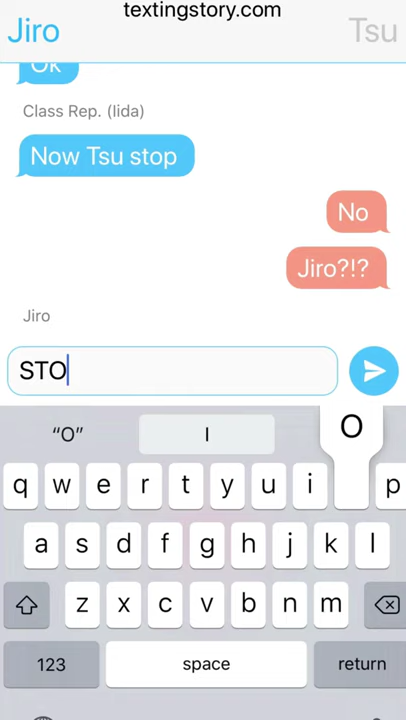 textingstory.com
Jiro Tsu
Ok
Class Rep. (Iida)
Now Tsu stop
No
Jiro?!?
Jiro
STO
“O” I O
q w e r t y u i p
a s d f g h j k l
z x c v b n m
123 space return